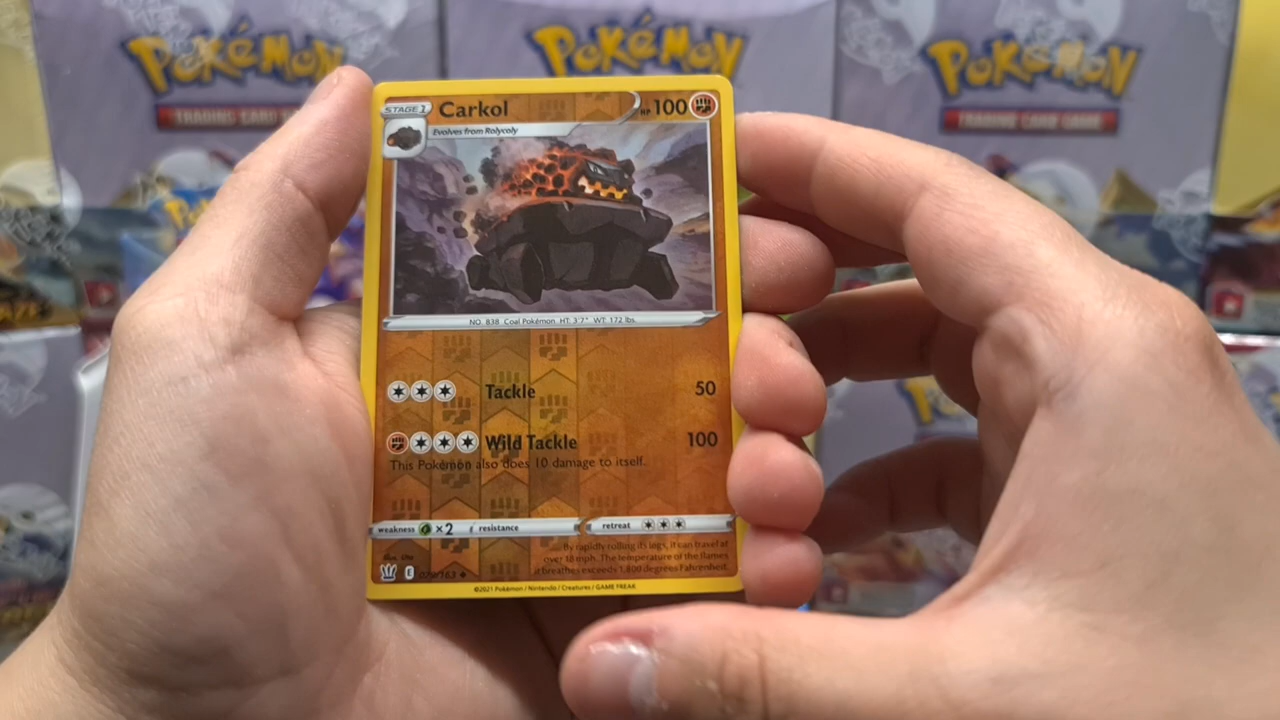 Pokémon
TRADING CARD GAME
Pokémon
Pokémon
TRADING CARD GAME
STAGE 1
Carkol
HP 100
Evolves from Rolycoly
NO. 838 Coal Pokémon HT: 3'7" WT: 172 lbs.
Tackle 50
Wild Tackle 100
This Pokémon also does 10 damage to itself.
weakness ×2 resistance retreat
By rapidly rolling its legs, it can travel at
over 18 mph. The temperature of the flames
it breathes exceeds 1,800 degrees Fahrenheit.
E 079/163
©2021 Pokémon / Nintendo / Creatures / GAME FREAK